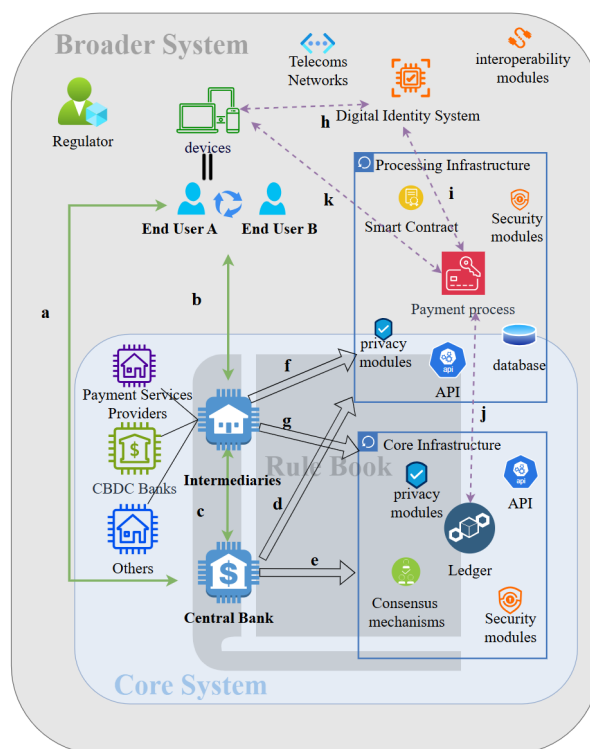 Broader System
Telecoms
Networks
interoperability
modules
Regulator
devices
h
Digital Identity System
Processing Infrastructure
k
i
Smart Contract
Security
modules
End User A
End User B
a
b
Payment process
privacy
modules
api
API
database
f
Payment Services
Providers
g
j
CBDC Banks
Intermediaries
Rule Book
Core Infrastructure
privacy
modules
api
API
c
d
Others
$
e
Ledger
Central Bank
Consensus
mechanisms
Security
modules
Core System
$